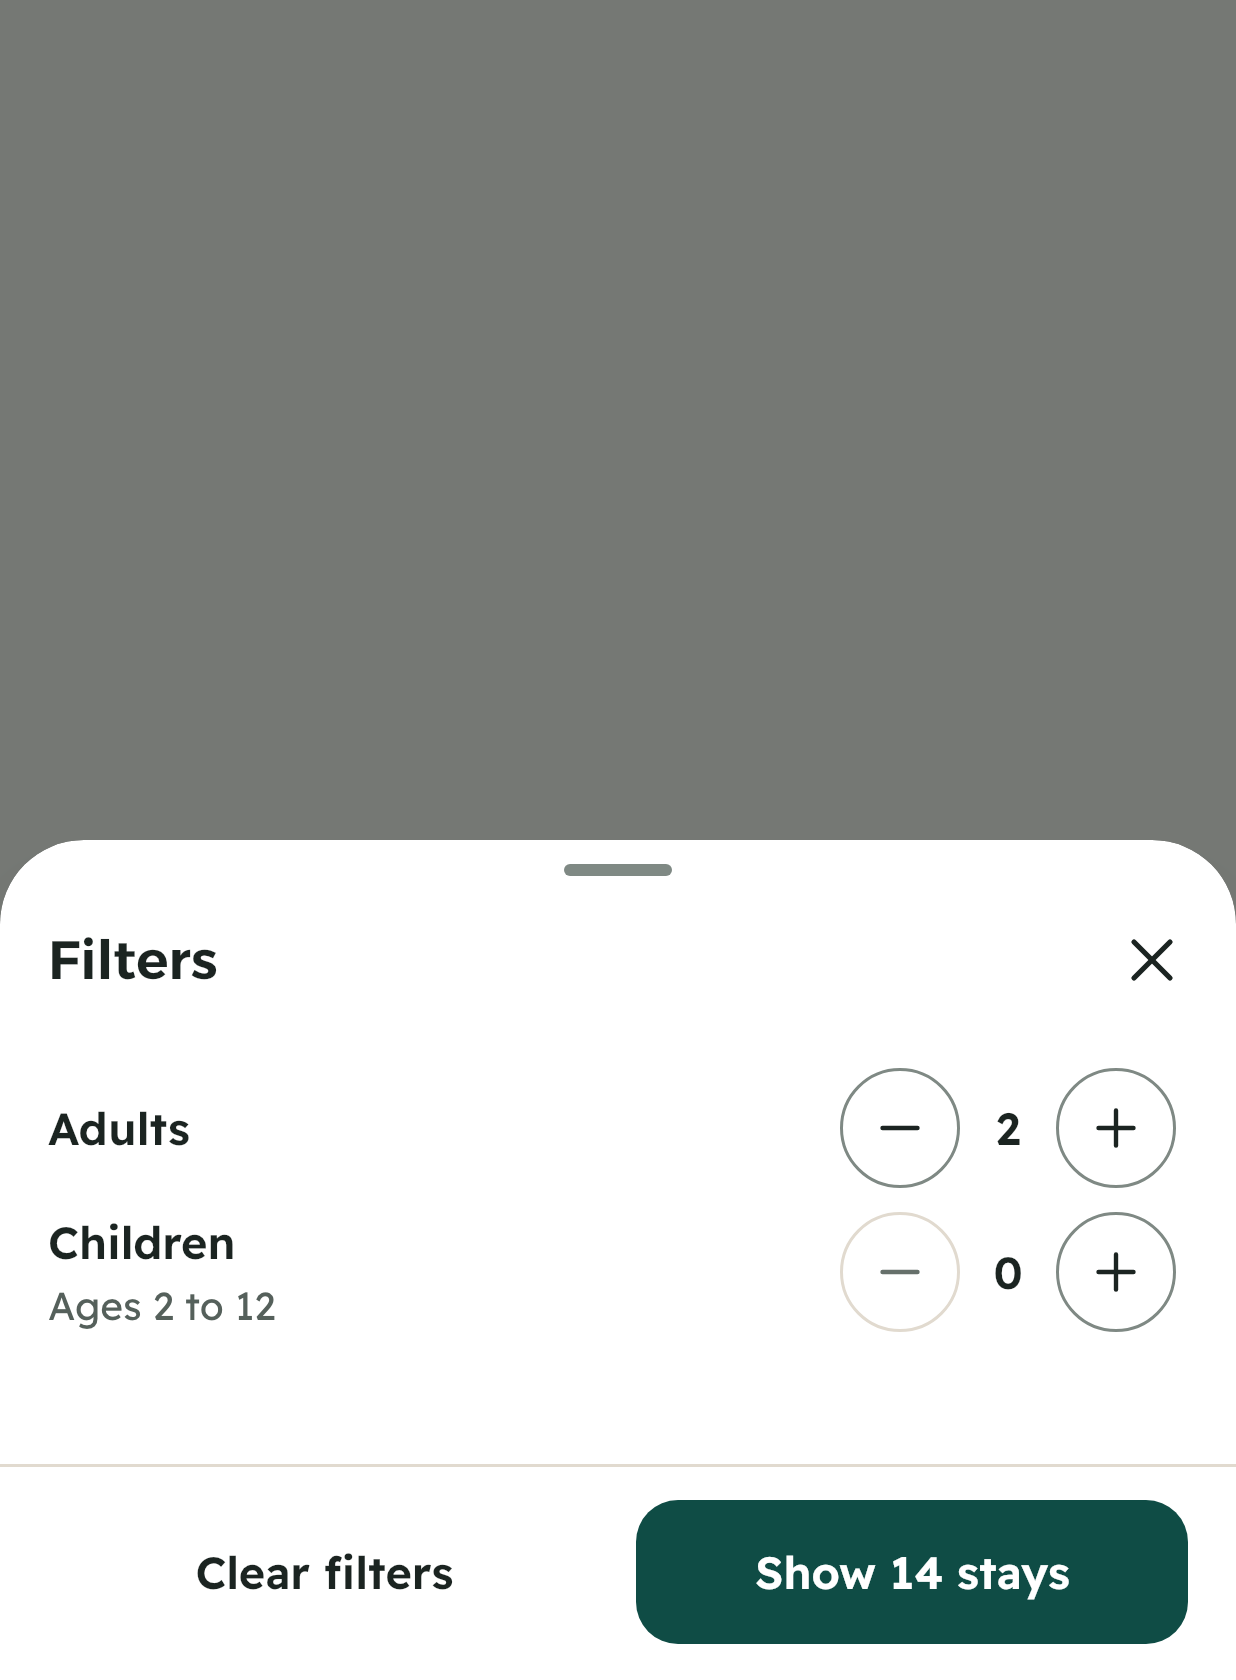 Filters
Adults
2
Children
Ages 2 to 12
0
Clear filters
Show 14 stays